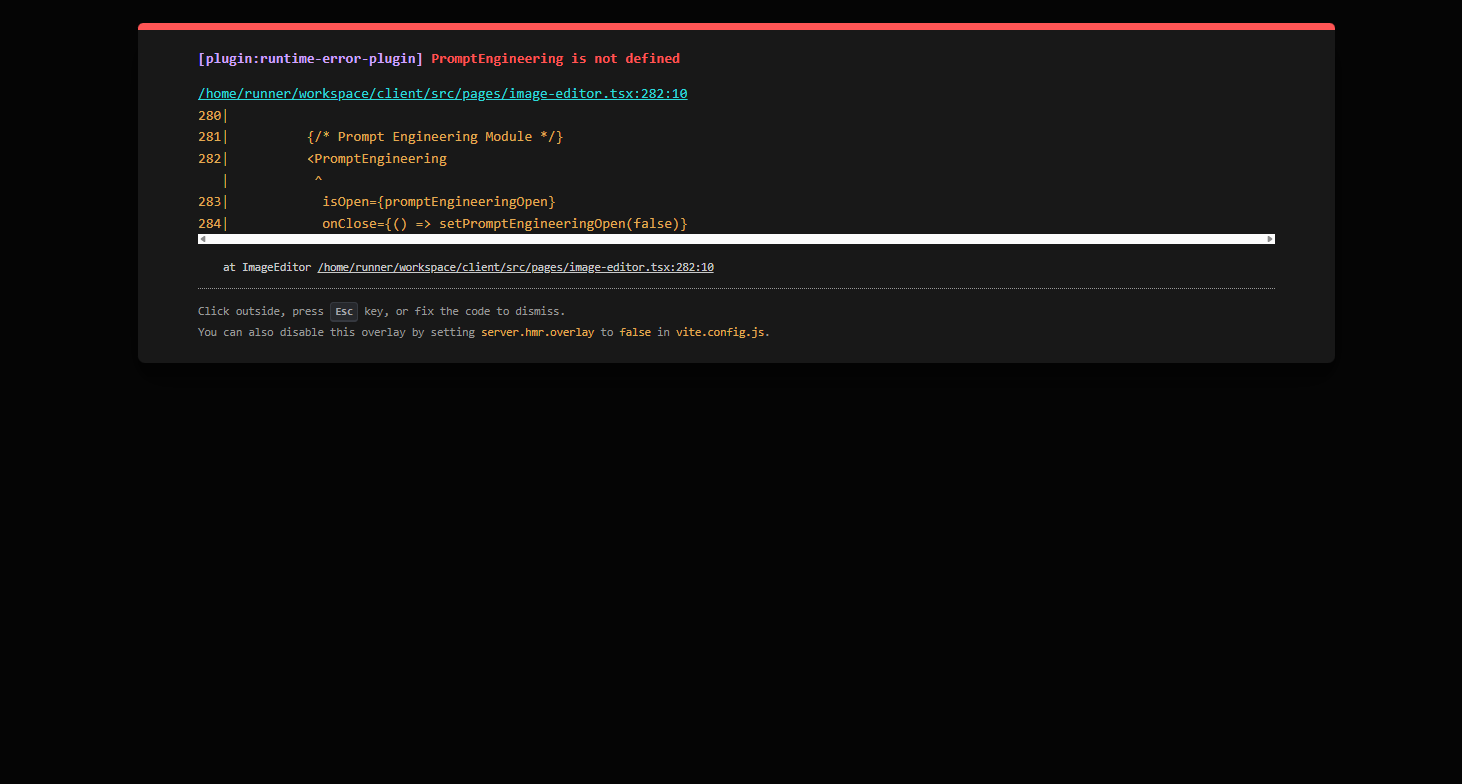 [plugin:runtime-error-plugin] PromptEngineering is not defined
/home/runner/workspace/client/src/pages/image-editor.tsx:282:10
280|
281|          {/* Prompt Engineering Module */}
282|          <PromptEngineering
   |           ^
283|            isOpen={promptEngineeringOpen}
284|            onClose={() => setPromptEngineeringOpen(false)}
at ImageEditor /home/runner/workspace/client/src/pages/image-editor.tsx:282:10
Click outside, press Esc key, or fix the code to dismiss.
You can also disable this overlay by setting server.hmr.overlay to false in vite.config.js.